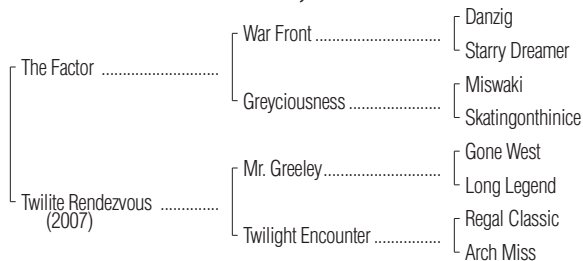 Danzig
War Front ........................................
Starry Dreamer
The Factor .................................
Miswaki
Greyciousness .............................
Skatingonthinice
Gone West
Mr. Greeley.....................................
Long Legend
Twilite Rendezvous ................
(2007)
Regal Classic
Twilight Encounter ....................
Arch Miss